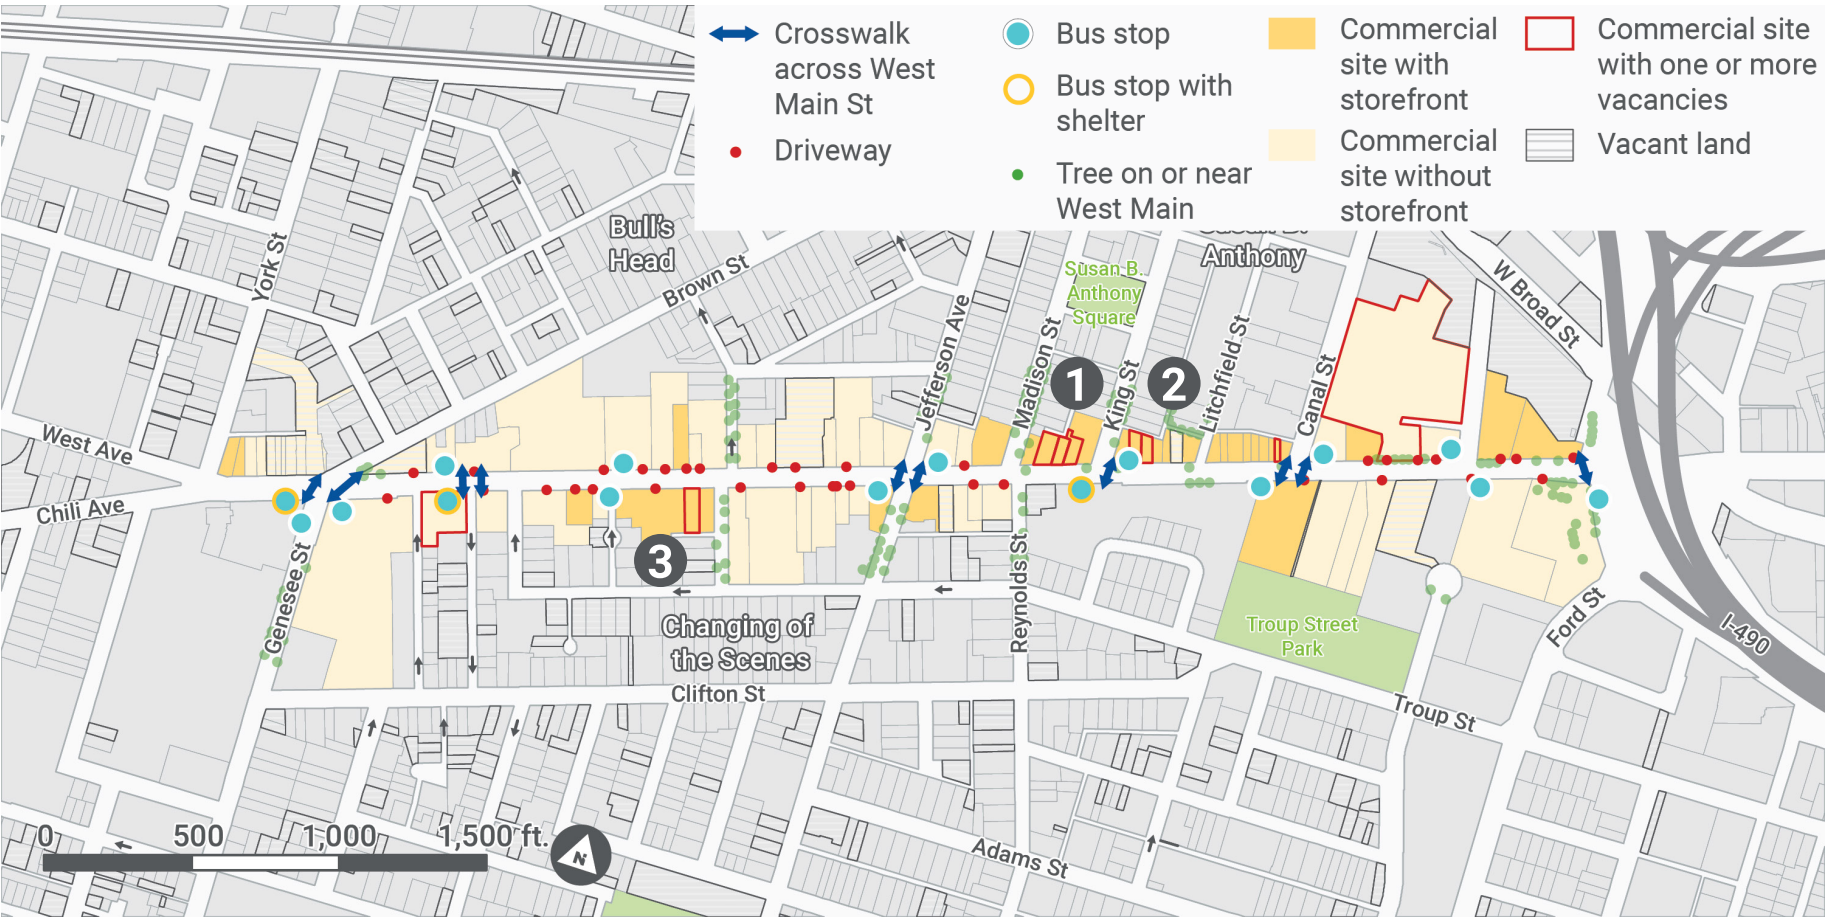 Crosswalk
across West
Main St
Driveway
Bus stop
Bus stop with
shelter
Tree on or near
West Main
Commercial
site with
storefront
Commercial
site without
storefront
Commercial site
with one or more
vacancies
Vacant land
Bull's
Head
Anthony
Susan B.
Anthony
Square
York St
Brown St
W Broad St
Jefferson Ave
Madison St
King St
Litchfield St
Canal St
1
2
3
West Ave
Chili Ave
Genesee St
Reynolds St
Changing of
the Scenes
Clifton St
Troup Street
Park
Ford St
I-490
Troup St
Adams St
0
500
1,000
1,500 ft.
N